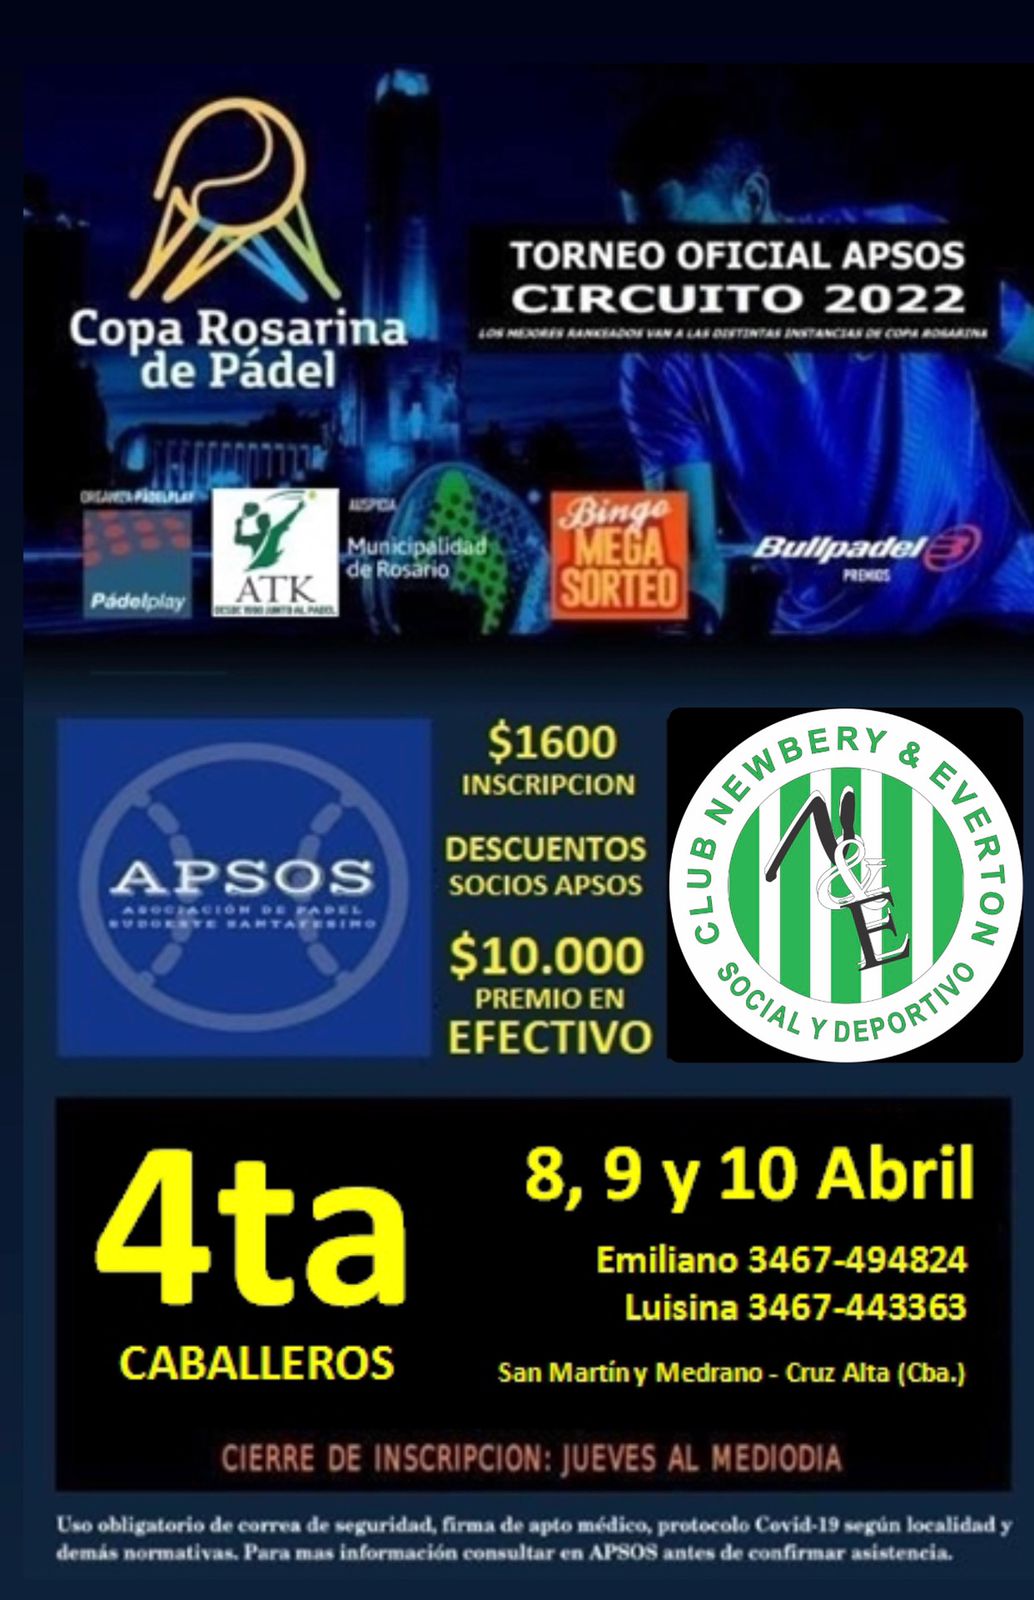 Copa Rosarina
de Pádel
TORNEO OFICIAL APSOS
CIRCUITO 2022
LOS MEJORES RANKEADOS VAN A LAS DISTINTAS INSTANCIAS DE COPA ROSARINA
ORGANIZA PÁDELPLAY
Pádelplay
ATK
DESDE 1990 JUNTO AL PADEL
AUSPICIA
Municipalidad
de Rosario
Bingo
MEGA
SORTEO
Bullpadel
PREMIOS
APSOS
ASOCIACIÓN DE PADEL
SUDOESTE SANTAFESINO
$1600
INSCRIPCION
DESCUENTOS
SOCIOS APSOS
$10.000
PREMIO EN
EFECTIVO
CLUB NEWBERY & EVERTON
N&E
SOCIAL Y DEPORTIVO
4ta
CABALLEROS
8, 9 y 10 Abril
Emiliano 3467-494824
Luisina 3467-443363
San Martín y Medrano - Cruz Alta (Cba.)
CIERRE DE INSCRIPCION: JUEVES AL MEDIODIA
Uso obligatorio de correa de seguridad, firma de apto médico, protocolo Covid-19 según localidad y
demás normativas. Para mas información consultar en APSOS antes de confirmar asistencia.